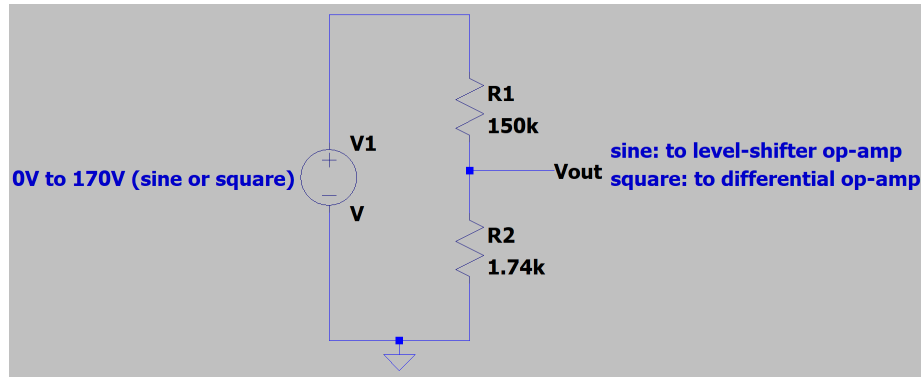 R1
150k
V1
0V to 170V (sine or square)
V
sine: to level-shifter op-amp
Vout
square: to differential op-amp
R2
1.74k